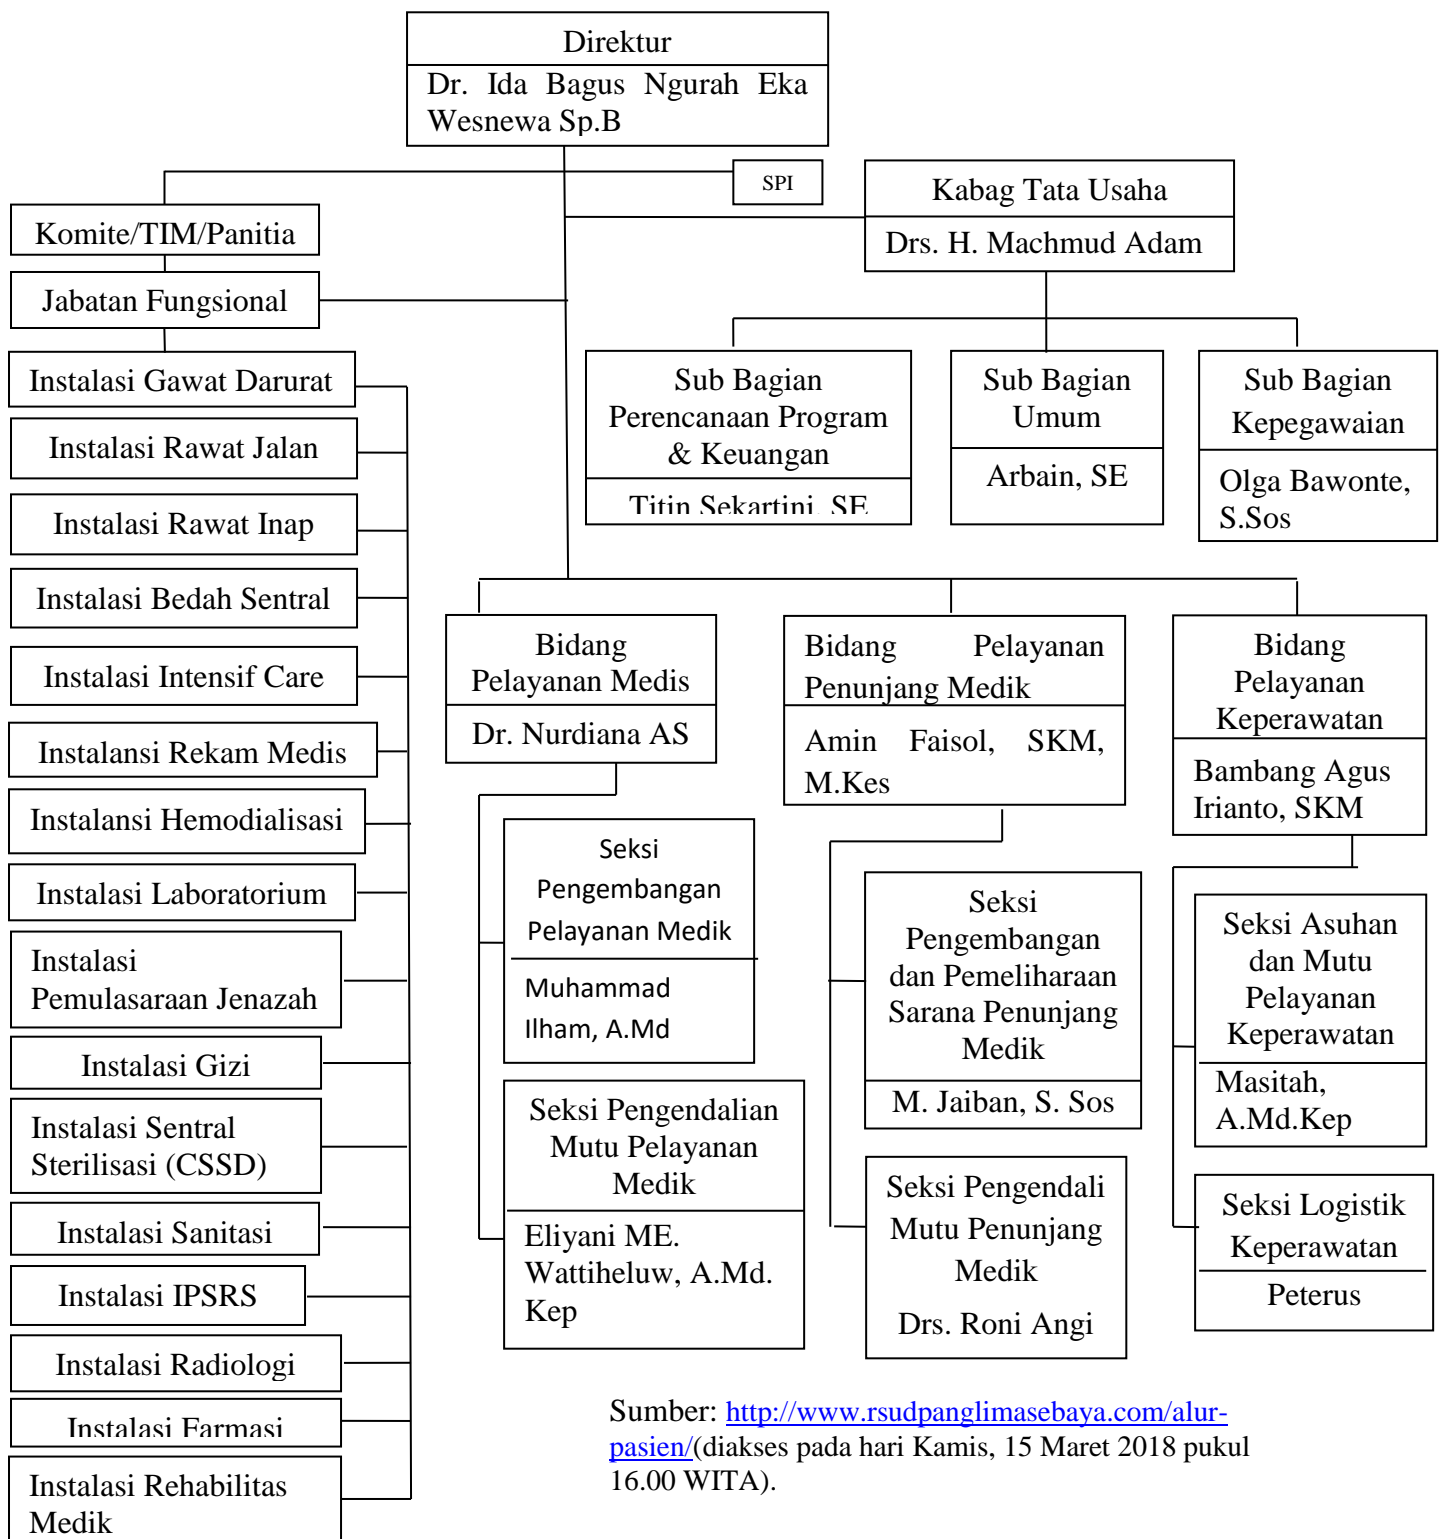 Direktur
Dr. Ida Bagus Ngurah Eka
Wesnewa Sp.B
SPI
Kabag Tata Usaha
Drs. H. Machmud Adam
Komite/TIM/Panitia
Jabatan Fungsional
Sub Bagian
Perencanaan Program
& Keuangan
Titin Sekartini, SE
Sub Bagian
Umum
Arbain, SE
Sub Bagian
Kepegawaian
Olga Bawonte,
S.Sos
Instalasi Gawat Darurat
Instalasi Rawat Jalan
Instalasi Rawat Inap
Instalasi Bedah Sentral
Instalasi Intensif Care
Instalansi Rekam Medis
Instalansi Hemodialisasi
Instalasi Laboratorium
Instalasi
Pemulasaraan Jenazah
Instalasi Gizi
Instalasi Sentral
Sterilisasi (CSSD)
Instalasi Sanitasi
Instalasi IPSRS
Instalasi Radiologi
Instalasi Farmasi
Instalasi Rehabilitas
Medik
Bidang
Pelayanan Medis
Dr. Nurdiana AS
Seksi
Pengembangan
Pelayanan Medik
Muhammad
Ilham, A.Md
Seksi Pengendalian
Mutu Pelayanan
Medik
Eliyani ME.
Wattiheluw, A.Md.
Kep
Bidang Pelayanan
Penunjang Medik
Amin Faisol, SKM,
M.Kes
Seksi
Pengembangan
dan Pemeliharaan
Sarana Penunjang
Medik
M. Jaiban, S. Sos
Seksi Pengendali
Mutu Penunjang
Medik
Drs. Roni Angi
Bidang
Pelayanan
Keperawatan
Bambang Agus
Irianto, SKM
Seksi Asuhan
dan Mutu
Pelayanan
Keperawatan
Masitah,
A.Md.Kep
Seksi Logistik
Keperawatan
Peterus
Sumber: http://www.rsudpanglimasebaya.com/alur-
pasien/(diakses pada hari Kamis, 15 Maret 2018 pukul
16.00 WITA).